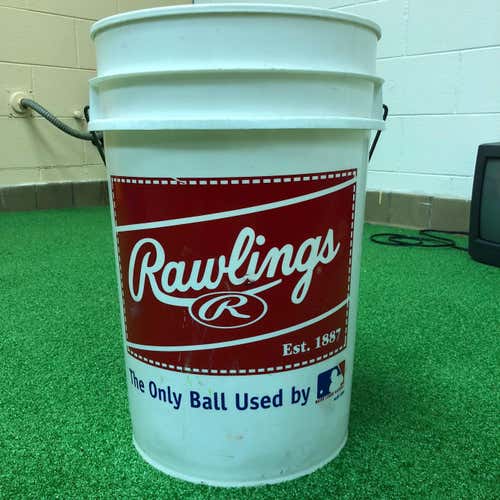 Rawlings
R
Est. 1887
The Only Ball Used by